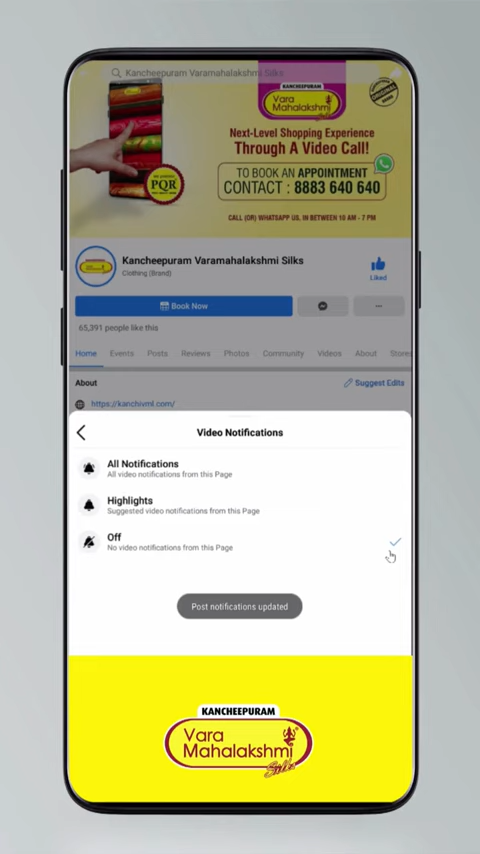 Kancheepuram Varamahalakshmi Silks
KANCHEEPURAM
Vara
Mahalakshmi
Silks
ORIGINAL
Next-Level Shopping Experience
Through A Video Call!
TO BOOK AN APPOINTMENT
CONTACT : 8883 640 640
PQR
CALL (OR) WHATSAPP US, IN BETWEEN 10 AM - 7 PM
Kancheepuram Varamahalakshmi Silks
Clothing (Brand)
Liked
Book Now
65,391 people like this
Home Events Posts Reviews Photos Community Videos About Stores
About
Suggest Edits
https://kanchivml.com/
Video Notifications
All Notifications
All video notifications from this Page
Highlights
Suggested video notifications from this Page
Off
No video notifications from this Page
Post notifications updated
KANCHEEPURAM
Vara
Mahalakshmi
Silks